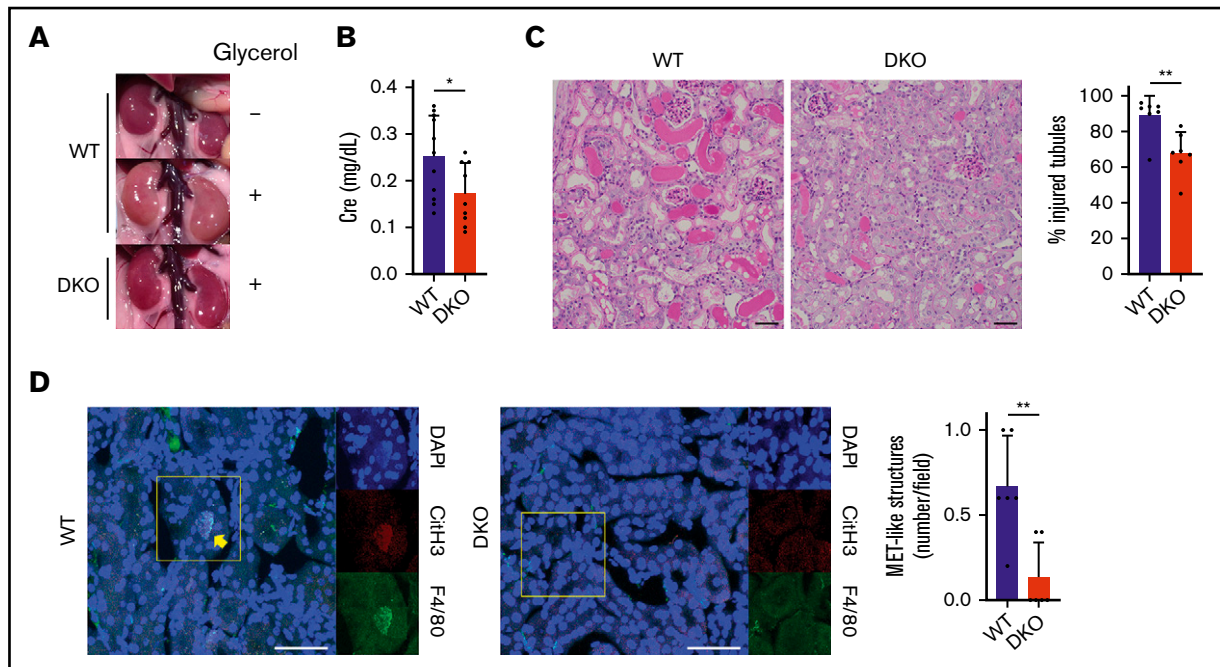 A
Glycerol
WT
DKO
−
+
+
B
*
Cre (mg/dL)
0.4
0.3
0.2
0.1
0.0
WT
DKO
C
WT
DKO
**
% injured tubules
100
80
60
40
20
0
WT
DKO
D
WT
DAPI
CitH3
F4/80
DKO
DAPI
CitH3
F4/80
**
MET-like structures
(number/field)
1.0
0.5
0.0
WT
DKO